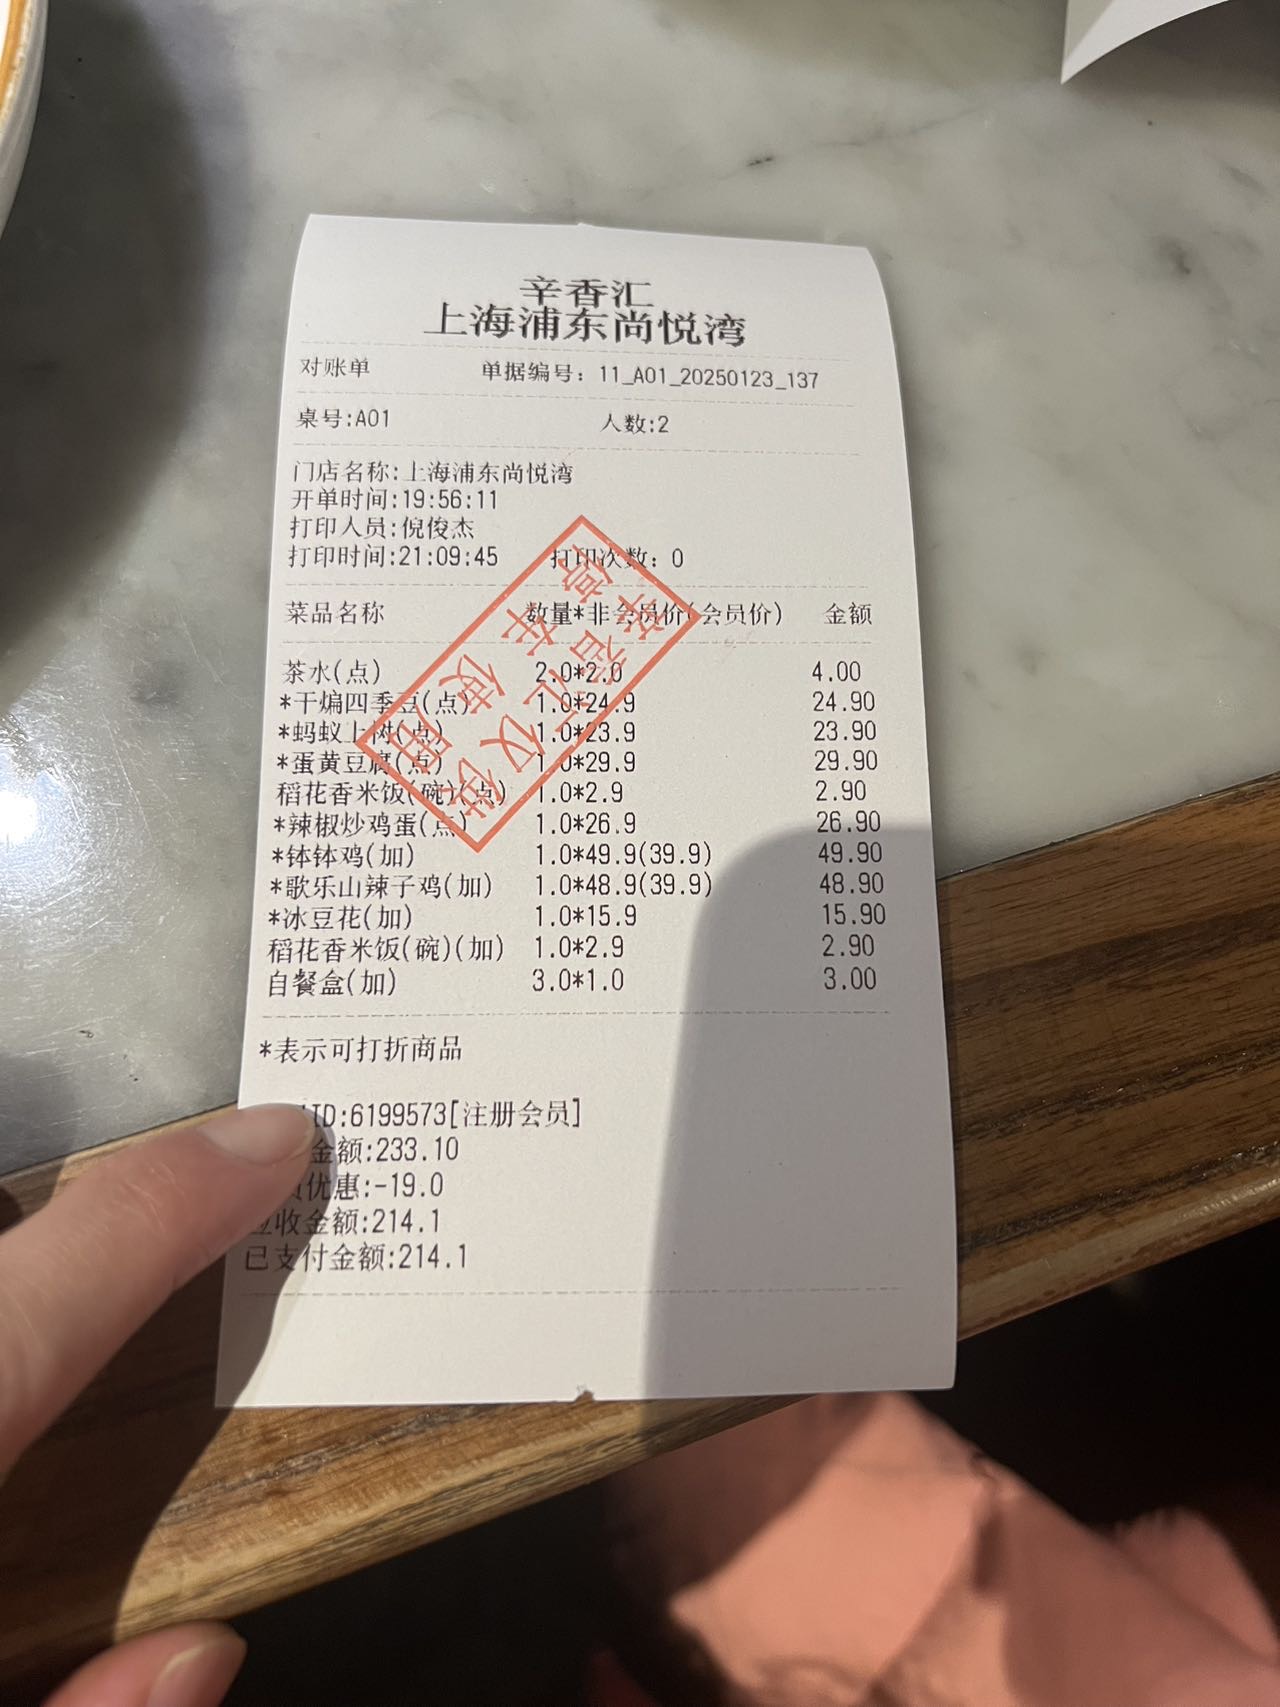 辛香汇
上海浦东尚悦湾
对账单 单据编号：11_A01_20250123_137
桌号:A01 人数:2
门店名称:上海浦东尚悦湾
开单时间:19:56:11
打印人员:倪俊杰
打印时间:21:09:45 打印次数：0
菜品名称 数量*非会员价(会员价) 金额
茶水(点) 2.0*2.0 4.00
*干煸四季豆(点) 1.0*24.9 24.90
*蚂蚁上树(点) 1.0*23.9 23.90
*蛋黄豆腐(点) 1.0*29.9 29.90
稻花香米饭(碗)(点) 1.0*2.9 2.90
*辣椒炒鸡蛋(点) 1.0*26.9 26.90
*钵钵鸡(加) 1.0*49.9(39.9) 49.90
*歌乐山辣子鸡(加) 1.0*48.9(39.9) 48.90
*冰豆花(加) 1.0*15.9 15.90
稻花香米饭(碗)(加) 1.0*2.9 2.90
自餐盒(加) 3.0*1.0 3.00
*表示可打折商品
ID:6199573[注册会员]
金额:233.10
优惠:-19.0
应收金额:214.1
已支付金额:214.1
辛香汇仅供
停车使用